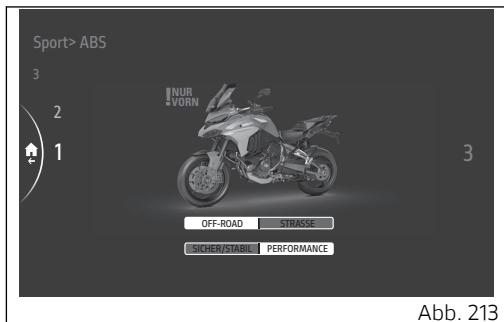 Sport> ABS
3
2
1
! NUR
VORN
3
OFF-ROAD STRASSE
SICHER/STABIL PERFORMANCE
Abb. 213